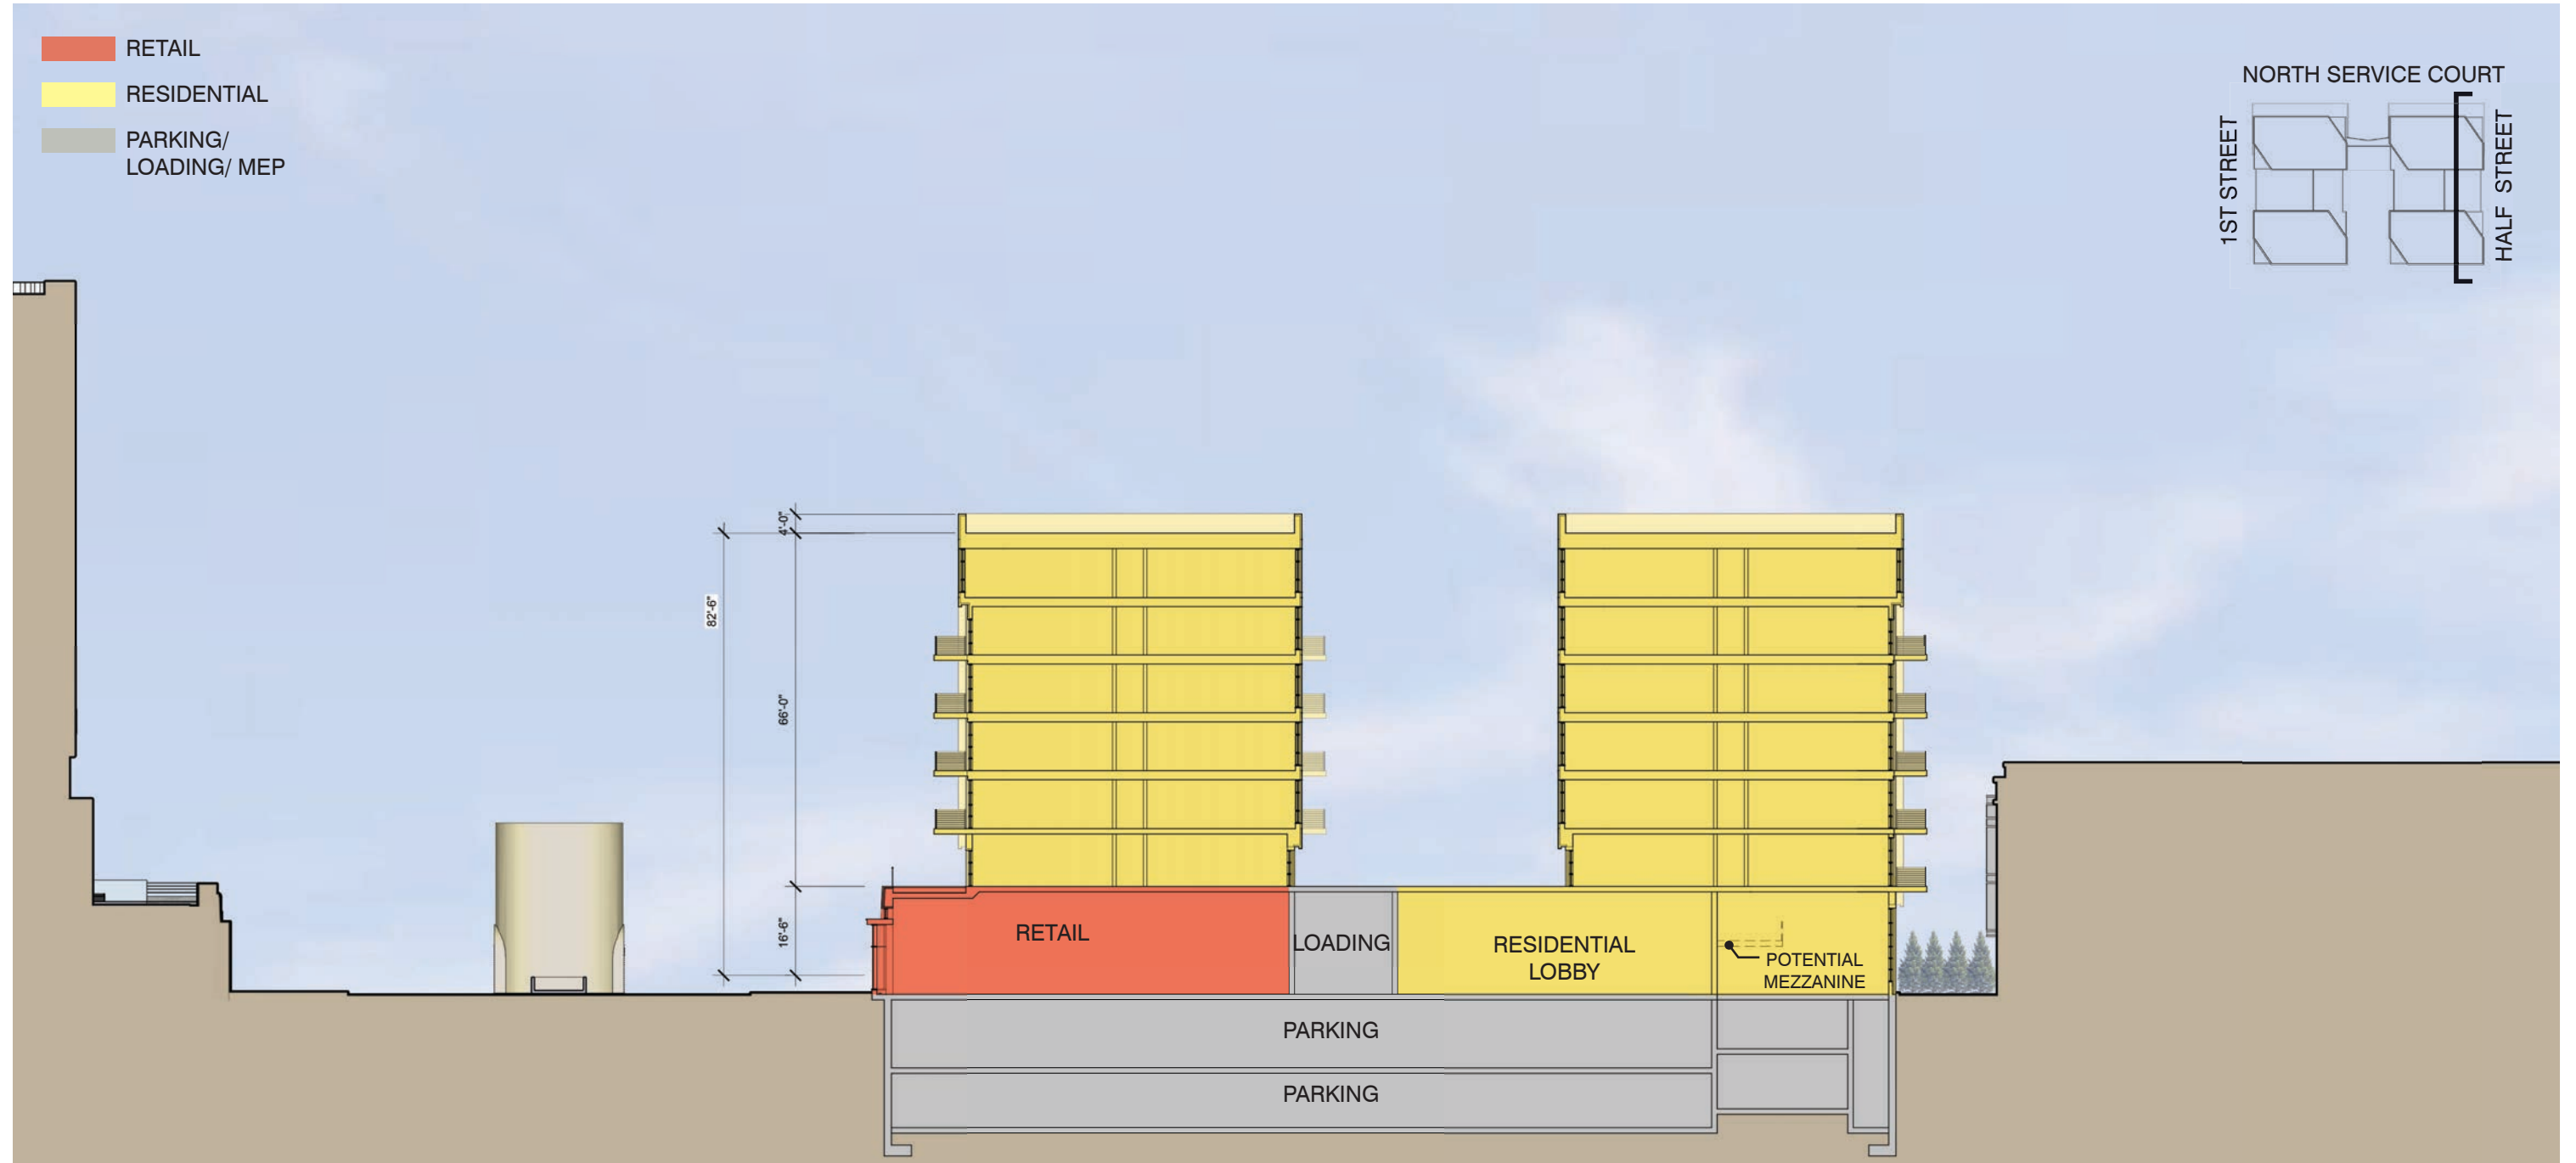 RETAIL
RESIDENTIAL
PARKING/
LOADING/ MEP
NORTH SERVICE COURT
1ST STREET
HALF STREET
4'-0"
82'-6"
66'-0"
16'-6"
RETAIL
LOADING
RESIDENTIAL
LOBBY
POTENTIAL
MEZZANINE
PARKING
PARKING